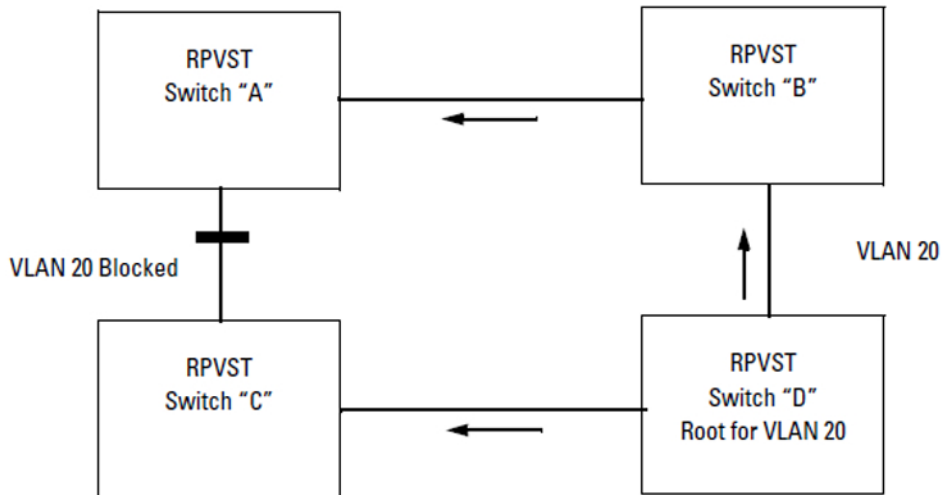 RPVST
Switch “A”
RPVST
Switch “B”
VLAN 20 Blocked
VLAN 20
RPVST
Switch “C”
RPVST
Switch “D”
Root for VLAN 20